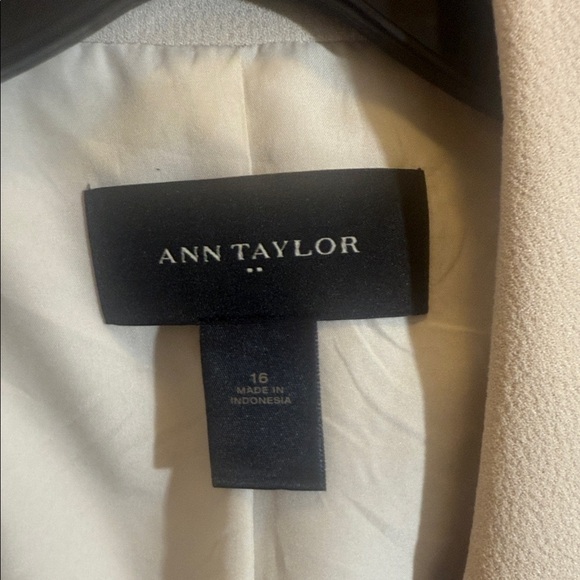 ANN TAYLOR
16
MADE IN
INDONESIA